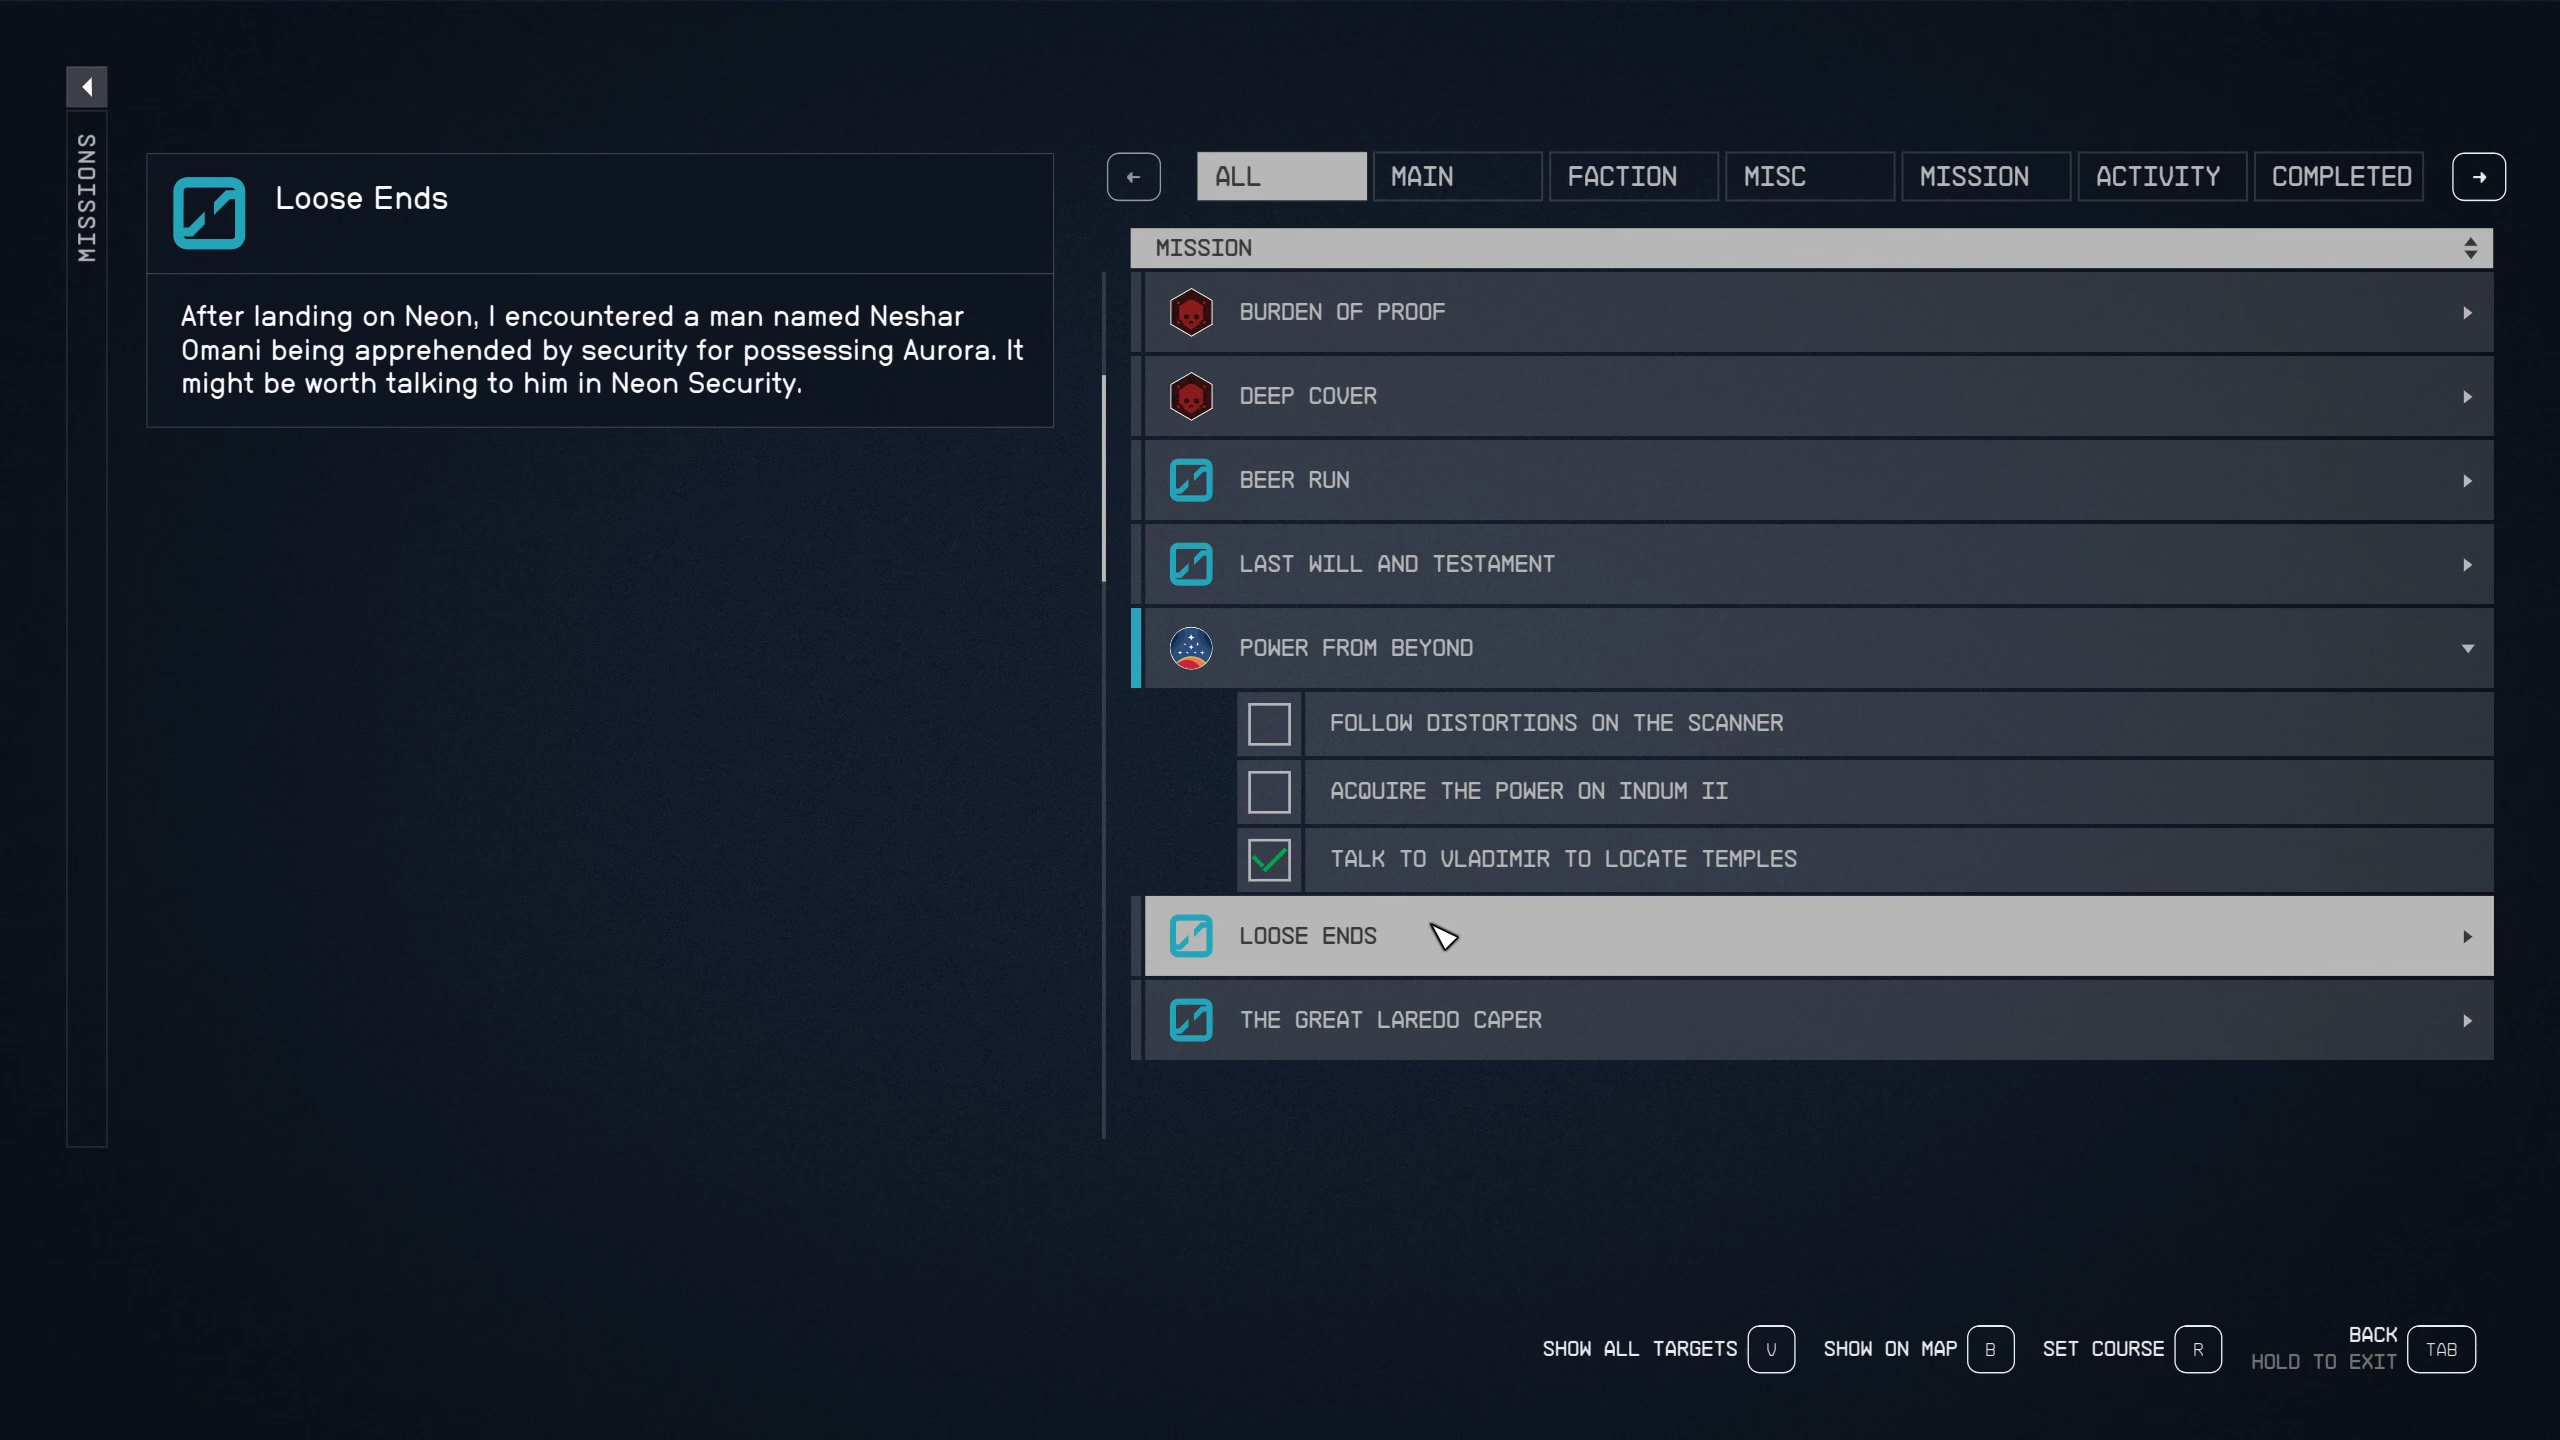 MISSIONS
Loose Ends
After landing on Neon, I encountered a man named Neshar
Omani being apprehended by security for possessing Aurora. It
might be worth talking to him in Neon Security.
ALL
MAIN
FACTION
MISC
MISSION
ACTIVITY
COMPLETED
MISSION
BURDEN OF PROOF
DEEP COVER
BEER RUN
LAST WILL AND TESTAMENT
POWER FROM BEYOND
FOLLOW DISTORTIONS ON THE SCANNER
ACQUIRE THE POWER ON INDUM II
TALK TO VLADIMIR TO LOCATE TEMPLES
LOOSE ENDS
THE GREAT LAREDO CAPER
SHOW ALL TARGETS V
SHOW ON MAP B
SET COURSE R
BACK
HOLD TO EXIT
TAB